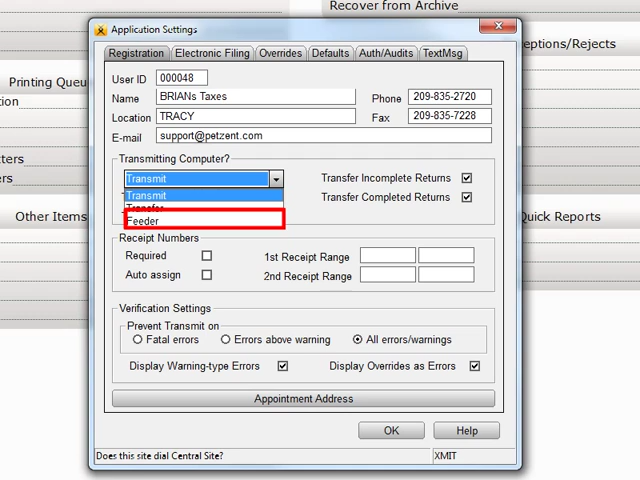 Recover from Archive
Application Settings
ceptions/Rejects
Registration Electronic Filing Overrides Defaults Auth/Audits TextMsg
Printing Queu
tion
tters
ers
Other Items
Quick Reports
User ID 000048
Name BRIANs Taxes Phone 209-835-2720
Location TRACY Fax 209-835-7228
E-mail support@petzent.com
Transmitting Computer?
Transmit Transfer Incomplete Returns
Transmit Transfer Completed Returns
Transfer
Feeder
Receipt Numbers
Required 1st Receipt Range
Auto assign 2nd Receipt Range
Verification Settings
Prevent Transmit on
Fatal errors Errors above warning All errors/warnings
Display Warning-type Errors Display Overrides as Errors
Appointment Address
OK Help
Does this site dial Central Site? XMIT